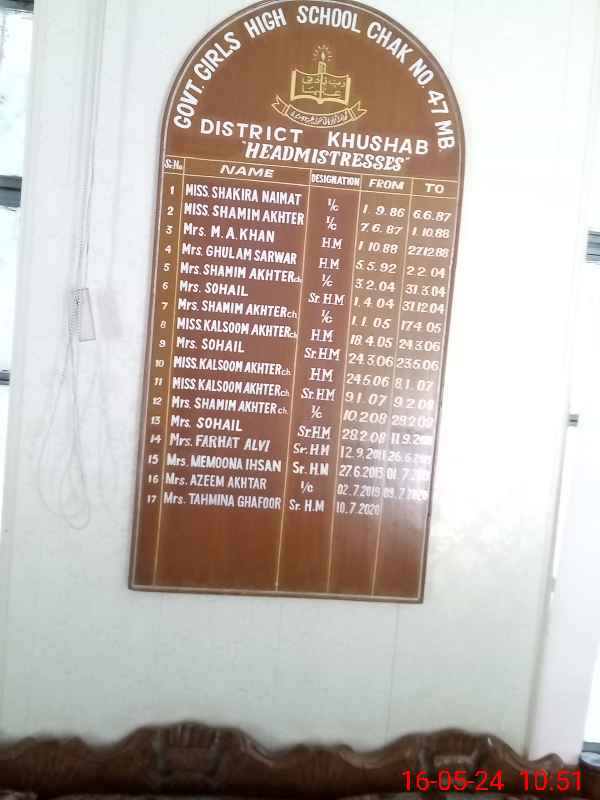 GOVT. GIRLS HIGH SCHOOL CHAK NO. 47 MB
رب زدنی
علما
DISTRICT KHUSHAB
"HEADMISTRESSES"
Sr.No NAME DESIGNATION FROM TO
1 MISS. SHAKIRA NAIMAT I/C 1.9.86 6.6.87
2 MISS. SHAMIM AKHTER I/C 7.6.87 1.10.88
3 Mrs. M.A.KHAN H.M 1.10.88 27.12.88
4 Mrs. GHULAM SARWAR H.M 5.5.92 2.2.04
5 Mrs. SHAMIM AKHTER ch. I/C 3.2.04 31.3.04
6 Mrs. SOHAIL Sr.H.M 1.4.04 31.12.04
7 Mrs. SHAMIM AKHTER ch. I/C 1.1.05 17.4.05
8 MISS.KALSOOM AKHTER ch. H.M 18.4.05 24.3.06
9 Mrs. SOHAIL Sr.H.M 24.3.06 23.5.06
10 MISS.KALSOOM AKHTER ch. H.M 24.5.06 8.1.07
11 MISS.KALSOOM AKHTER ch. Sr.H.M 9.1.07 9.2.08
12 Mrs. SHAMIM AKHTER ch. I/C 10.2.08 28.2.08
13 Mrs. SOHAIL Sr.H.M 28.2.08
14 Mrs. FARHAT ALVI Sr.H.M 12.9.2011
15 Mrs. MEMOONA IHSAN Sr.H.M 27.6.2013
16 Mrs. AZEEM AKHTAR I/C 02.7.2019 09.7.2020
17 Mrs. TAHMINA GHAFOOR Sr.H.M 10.7.2020
16-05-24 10:51